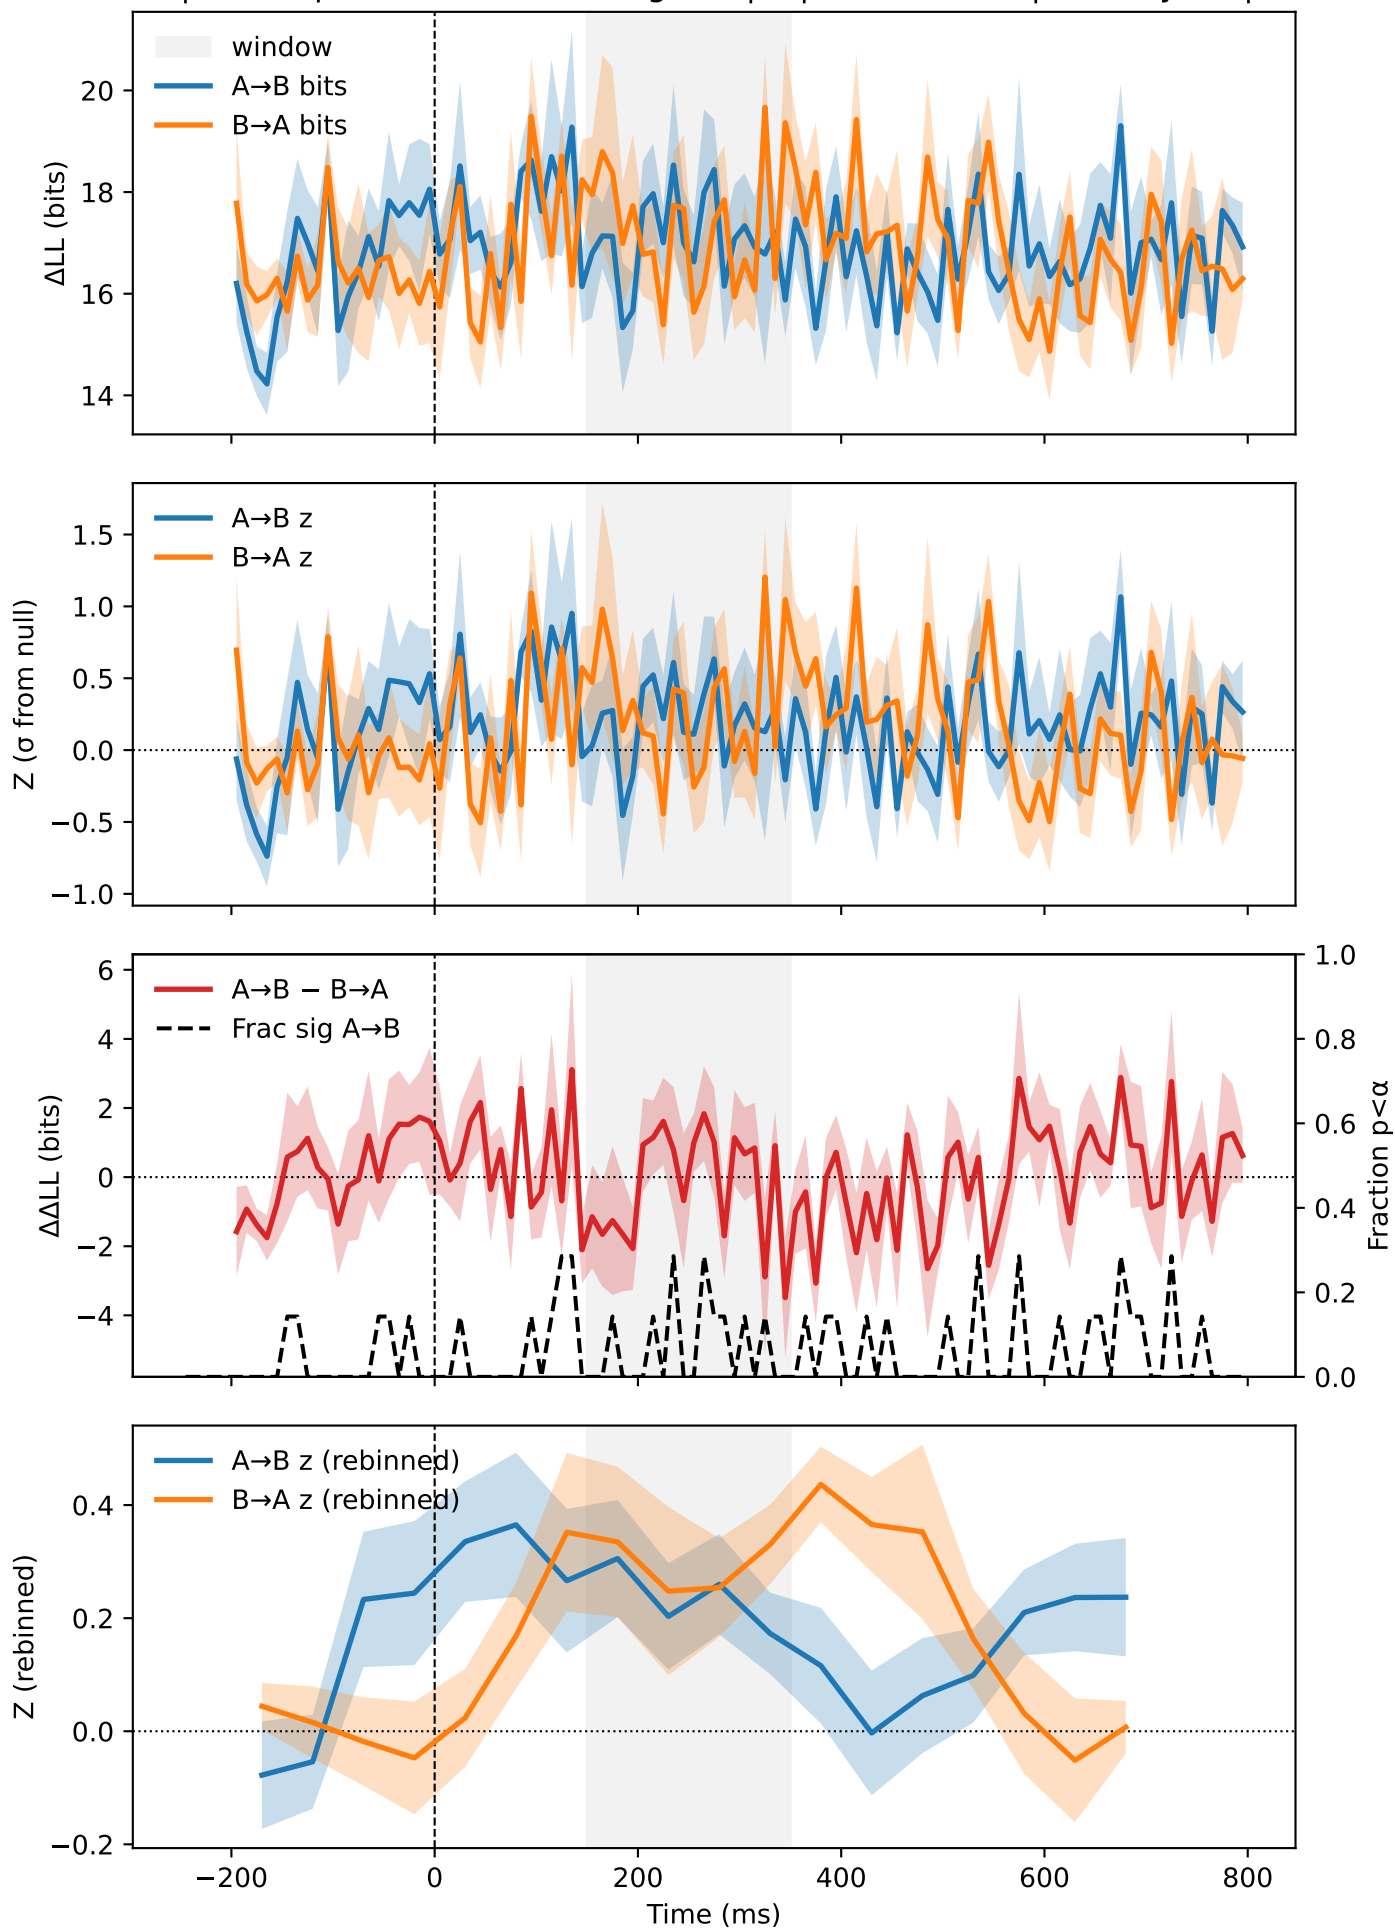 window
A→B bits
B→A bits
ΔLL (bits)
20
18
16
14
A→B z
B→A z
Z (σ from null)
1.5
1.0
0.5
0.0
−0.5
−1.0
A→B − B→A
Frac sig A→B
ΔΔLL (bits)
6
4
2
0
−2
−4
1.0
0.8
0.6
0.4
0.2
0.0
Fraction p<α
A→B z (rebinned)
B→A z (rebinned)
Z (rebinned)
0.4
0.2
0.0
−0.2
−200
0
200
400
600
800
Time (ms)